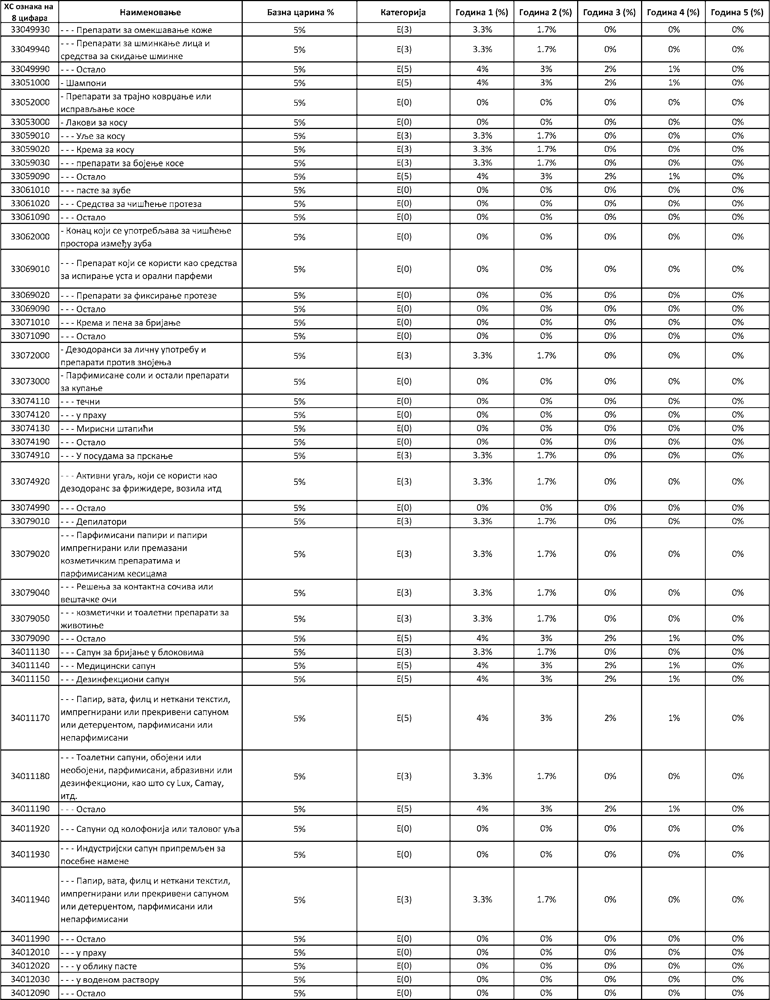 ХС ознака на
8 цифара
Наименовање
Базна царина %
Категорија
Година 1 (%)
Година 2 (%)
Година 3 (%)
Година 4 (%)
Година 5 (%)
33049930 - - - Препарати за омекшавање коже 5% E(3) 3.3% 1.7% 0% 0% 0%
33049940 - - - Препарати за шминкање лица и
средства за скидање шминке 5% E(3) 3.3% 1.7% 0% 0% 0%
33049990 - - - Остало 5% E(5) 4% 3% 2% 1% 0%
33051000 - Шампони 5% E(5) 4% 3% 2% 1% 0%
33052000 - Препарати за трајно коврџање или
исправљање косе 5% E(0) 0% 0% 0% 0% 0%
33053000 - Лакови за косу 5% E(0) 0% 0% 0% 0% 0%
33059010 - - - Уље за косу 5% E(3) 3.3% 1.7% 0% 0% 0%
33059020 - - - Крема за косу 5% E(3) 3.3% 1.7% 0% 0% 0%
33059030 - - - препарати за бојење косе 5% E(3) 3.3% 1.7% 0% 0% 0%
33059090 - - - Остало 5% E(5) 4% 3% 2% 1% 0%
33061010 - - - пасте за зубе 5% E(0) 0% 0% 0% 0% 0%
33061020 - - - Средства за чишћење протеза 5% E(0) 0% 0% 0% 0% 0%
33061090 - - - Остало 5% E(0) 0% 0% 0% 0% 0%
33062000 - Конац који се употребљава за чишћење
простора између зуба 5% E(0) 0% 0% 0% 0% 0%
33069010 - - - Препарат који се користи као средства
за испирање уста и орални парфеми 5% E(0) 0% 0% 0% 0% 0%
33069020 - - - Препарати за фиксирање протезе 5% E(0) 0% 0% 0% 0% 0%
33069090 - - - Остало 5% E(0) 0% 0% 0% 0% 0%
33071010 - - - Крема и пена за бријање 5% E(0) 0% 0% 0% 0% 0%
33071090 - - - Остало 5% E(0) 0% 0% 0% 0% 0%
33072000 - Дезодоранси за личну употребу и
препарати против знојења 5% E(3) 3.3% 1.7% 0% 0% 0%
33073000 - Парфимисане соли и остали препарати
за купање 5% E(0) 0% 0% 0% 0% 0%
33074110 - - - течни 5% E(0) 0% 0% 0% 0% 0%
33074120 - - - у праху 5% E(0) 0% 0% 0% 0% 0%
33074130 - - - Мирисни штапићи 5% E(0) 0% 0% 0% 0% 0%
33074190 - - - Остало 5% E(0) 0% 0% 0% 0% 0%
33074910 - - - У посудама за прскање 5% E(3) 3.3% 1.7% 0% 0% 0%
33074920 - - - Активни угаљ, који се користи као
дезодоранс за фрижидере, возила итд 5% E(3) 3.3% 1.7% 0% 0% 0%
33074990 - - - Остало 5% E(0) 0% 0% 0% 0% 0%
33079010 - - - Депилатори 5% E(3) 3.3% 1.7% 0% 0% 0%
33079020 - - - Парфимисани папири и папири
импрегнирани или премазани
козметичким препаратима и
парфимисаним кесицама 5% E(3) 3.3% 1.7% 0% 0% 0%
33079040 - - - Решења за контактна сочива или
вештачке очи 5% E(3) 3.3% 1.7% 0% 0% 0%
33079050 - - - козметички и тоалетни препарати за
животиње 5% E(3) 3.3% 1.7% 0% 0% 0%
33079090 - - - Остало 5% E(5) 4% 3% 2% 1% 0%
34011130 - - - Сапун за бријање у блоковима 5% E(3) 3.3% 1.7% 0% 0% 0%
34011140 - - - Медицински сапун 5% E(5) 4% 3% 2% 1% 0%
34011150 - - - Дезинфекциони сапун 5% E(5) 4% 3% 2% 1% 0%
34011170 - - - Папир, вата, филц и неткани текстил,
импрегнирани или прекривени сапуном
или детерџентом, парфимисани или
непарфимисани 5% E(5) 4% 3% 2% 1% 0%
34011180 - - - Тоалетни сапуни, обојени или
необојени, парфимисани, абразивни или
дезинфекциони, као што су Lux, Camay,
итд. 5% E(3) 3.3% 1.7% 0% 0% 0%
34011190 - - - Остало 5% E(5) 4% 3% 2% 1% 0%
34011920 - - - Сапуни од колофонија или таловог уља 5% E(0) 0% 0% 0% 0% 0%
34011930 - - - Индустријски сапун припремљен за
посебне намене 5% E(0) 0% 0% 0% 0% 0%
34011940 - - - Папир, вата, филц и неткани текстил,
импрегнирани или прекривени сапуном
или детерџентом, парфимисани или
непарфимисани 5% E(3) 3.3% 1.7% 0% 0% 0%
34011990 - - - Остало 5% E(0) 0% 0% 0% 0% 0%
34012010 - - - у праху 5% E(0) 0% 0% 0% 0% 0%
34012020 - - - у облику пасте 5% E(0) 0% 0% 0% 0% 0%
34012030 - - - у воденом раствору 5% E(0) 0% 0% 0% 0% 0%
34012090 - - - Остало 5% E(0) 0% 0% 0% 0% 0%